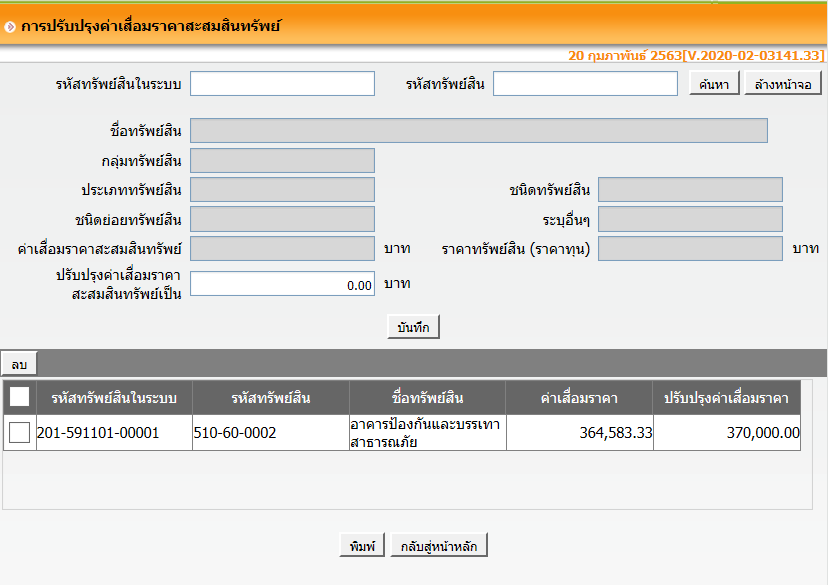 การปรับปรุงค่าเสื่อมราคาสะสมสินทรัพย์
20 กุมภาพันธ์ 2563[V.2020-02-03141.33]
รหัสทรัพย์สินในระบบ รหัสทรัพย์สิน ค้นหา ล้างหน้าจอ
ชื่อทรัพย์สิน
กลุ่มทรัพย์สิน
ประเภททรัพย์สิน ชนิดทรัพย์สิน
ชนิดย่อยทรัพย์สิน ระบุอื่นๆ
ค่าเสื่อมราคาสะสมสินทรัพย์ บาท ราคาทรัพย์สิน (ราคาทุน) บาท
ปรับปรุงค่าเสื่อมราคา
สะสมสินทรัพย์เป็น 0.00 บาท
บันทึก
ลบ
รหัสทรัพย์สินในระบบ รหัสทรัพย์สิน ชื่อทรัพย์สิน ค่าเสื่อมราคา ปรับปรุงค่าเสื่อมราคา
201-591101-00001 510-60-0002 อาคารป้องกันและบรรเทา 364,583.33 370,000.00
สาธารณภัย
พิมพ์ กลับสู่หน้าหลัก